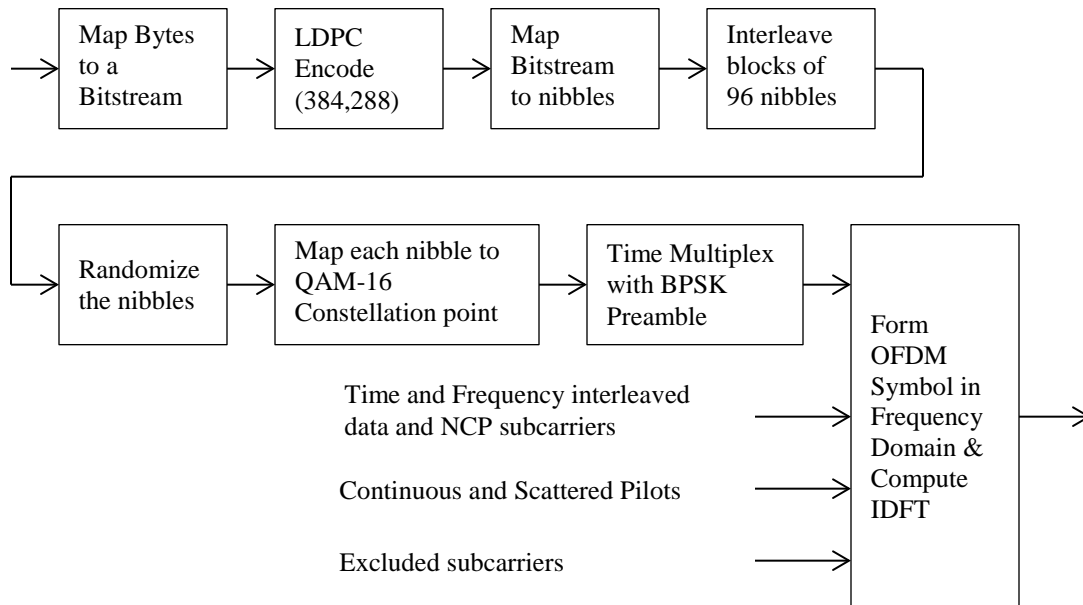 Map Bytes
to a
Bitstream
LDPC
Encode
(384,288)
Map
Bitstream
to nibbles
Interleave
blocks of
96 nibbles
Randomize
the nibbles
Map each nibble to
QAM-16
Constellation point
Time Multiplex
with BPSK
Preamble
Form
OFDM
Symbol in
Frequency
Domain &
Compute
IDFT
Time and Frequency interleaved
data and NCP subcarriers
Continuous and Scattered Pilots
Excluded subcarriers